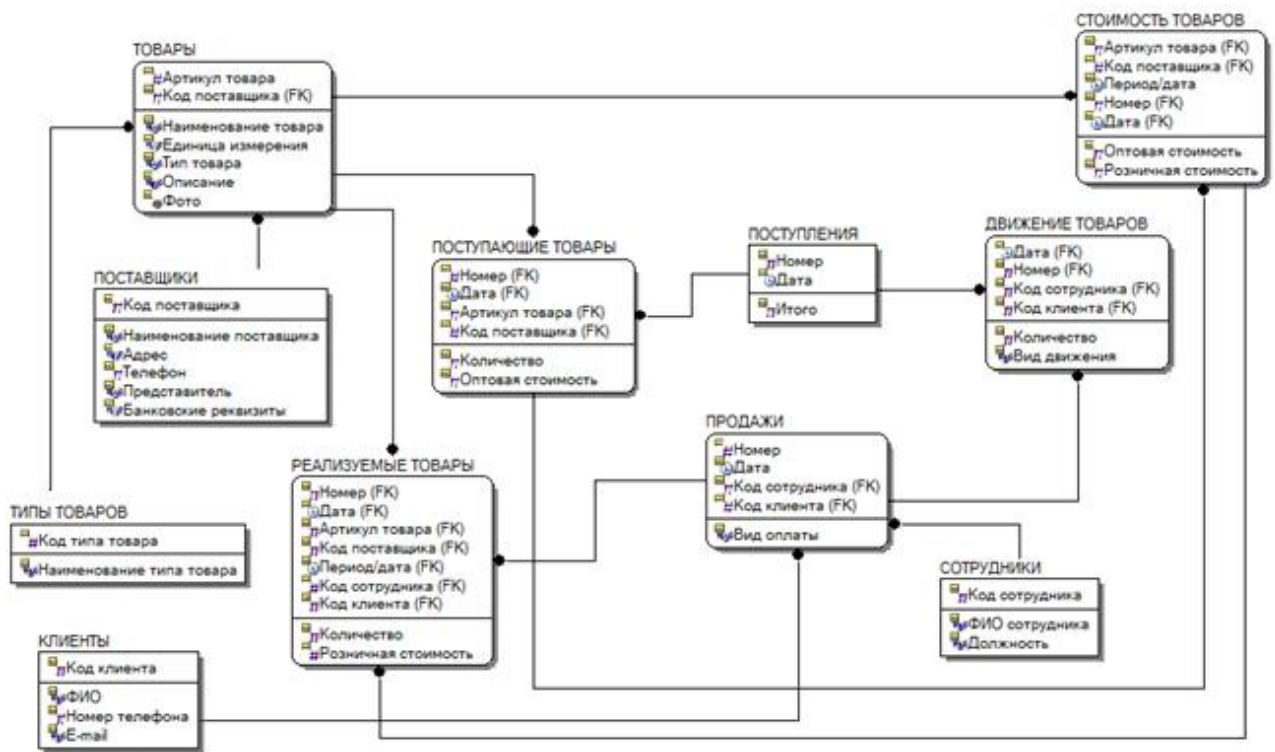 ТОВАРЫ
Артикул товара
Код поставщика (FK)
Наименование товара
Единица измерения
Тип товара
Описание
Фото
СТОИМОСТЬ ТОВАРОВ
Артикул товара (FK)
Код поставщика (FK)
Период/дата
Номер (FK)
Дата (FK)
Оптовая стоимость
Розничная стоимость
ПОСТАВЩИКИ
Код поставщика
Наименование поставщика
Адрес
Телефон
Представитель
Банковские реквизиты
ПОСТУПАЮЩИЕ ТОВАРЫ
Номер (FK)
Дата (FK)
Артикул товара (FK)
Код поставщика (FK)
Количество
Оптовая стоимость
ПОСТУПЛЕНИЯ
Номер
Дата
Итого
ДВИЖЕНИЕ ТОВАРОВ
Дата (FK)
Номер (FK)
Код сотрудника (FK)
Код клиента (FK)
Количество
Вид движения
ТИПЫ ТОВАРОВ
Код типа товара
Наименование типа товара
РЕАЛИЗУЕМЫЕ ТОВАРЫ
Номер (FK)
Дата (FK)
Артикул товара (FK)
Код поставщика (FK)
Период/дата (FK)
Код сотрудника (FK)
Код клиента (FK)
Количество
Розничная стоимость
ПРОДАЖИ
Номер
Дата
Код сотрудника (FK)
Код клиента (FK)
Вид оплаты
СОТРУДНИКИ
Код сотрудника
ФИО сотрудника
Должность
КЛИЕНТЫ
Код клиента
ФИО
Номер телефона
E-mail